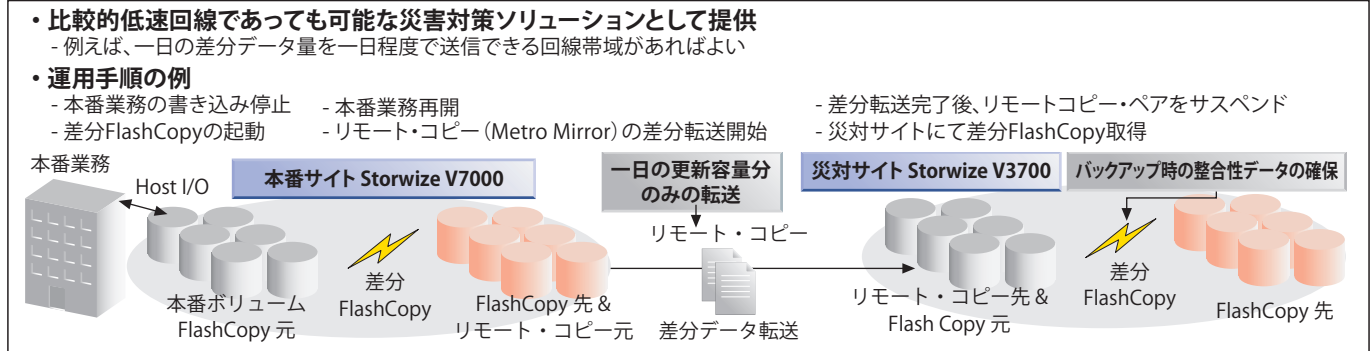 ・比較的低速回線であっても可能な災害対策ソリューションとして提供
- 例えば、一日の差分データ量を一日程度で送信できる回線帯域があればよい
・運用手順の例
- 本番業務の書き込み停止
- 差分FlashCopyの起動
- 本番業務再開
- リモート・コピー（Metro Mirror）の差分転送開始
- 差分転送完了後、リモートコピー・ペアをサスペンド
- 災対サイトにて差分FlashCopy取得
本番業務
Host I/O
本番サイト Storwize V7000
一日の更新容量分
のみの転送
災対サイト Storwize V3700
バックアップ時の整合性データの確保
リモート・コピー
差分
FlashCopy
本番ボリューム
FlashCopy 元
FlashCopy 先 &
リモート・コピー元
差分データ転送
リモート・コピー先 &
Flash Copy 元
差分
FlashCopy
FlashCopy 先